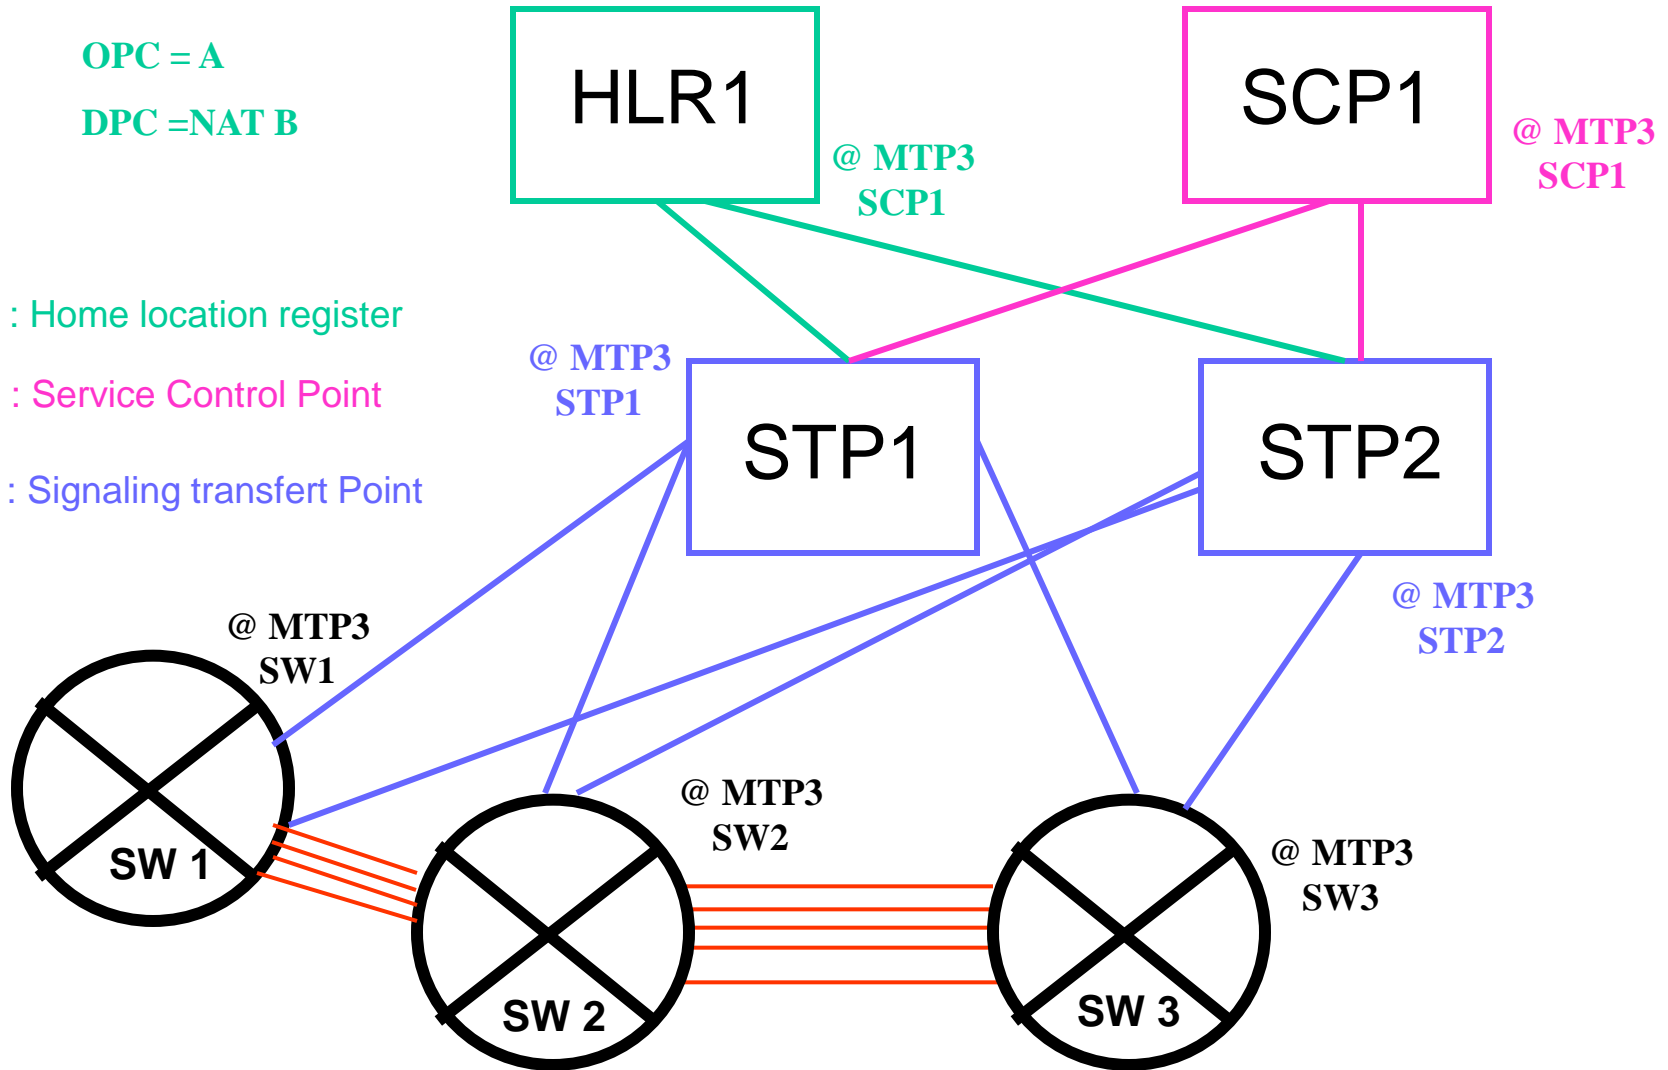 OPC = A
DPC =NAT B
HLR1
@ MTP3
SCP1
SCP1
@ MTP3
SCP1
: Home location register
: Service Control Point
: Signaling transfert Point
@ MTP3
STP1
STP1
STP2
@ MTP3
STP2
@ MTP3
SW1
SW 1
@ MTP3
SW2
SW 2
@ MTP3
SW3
SW 3